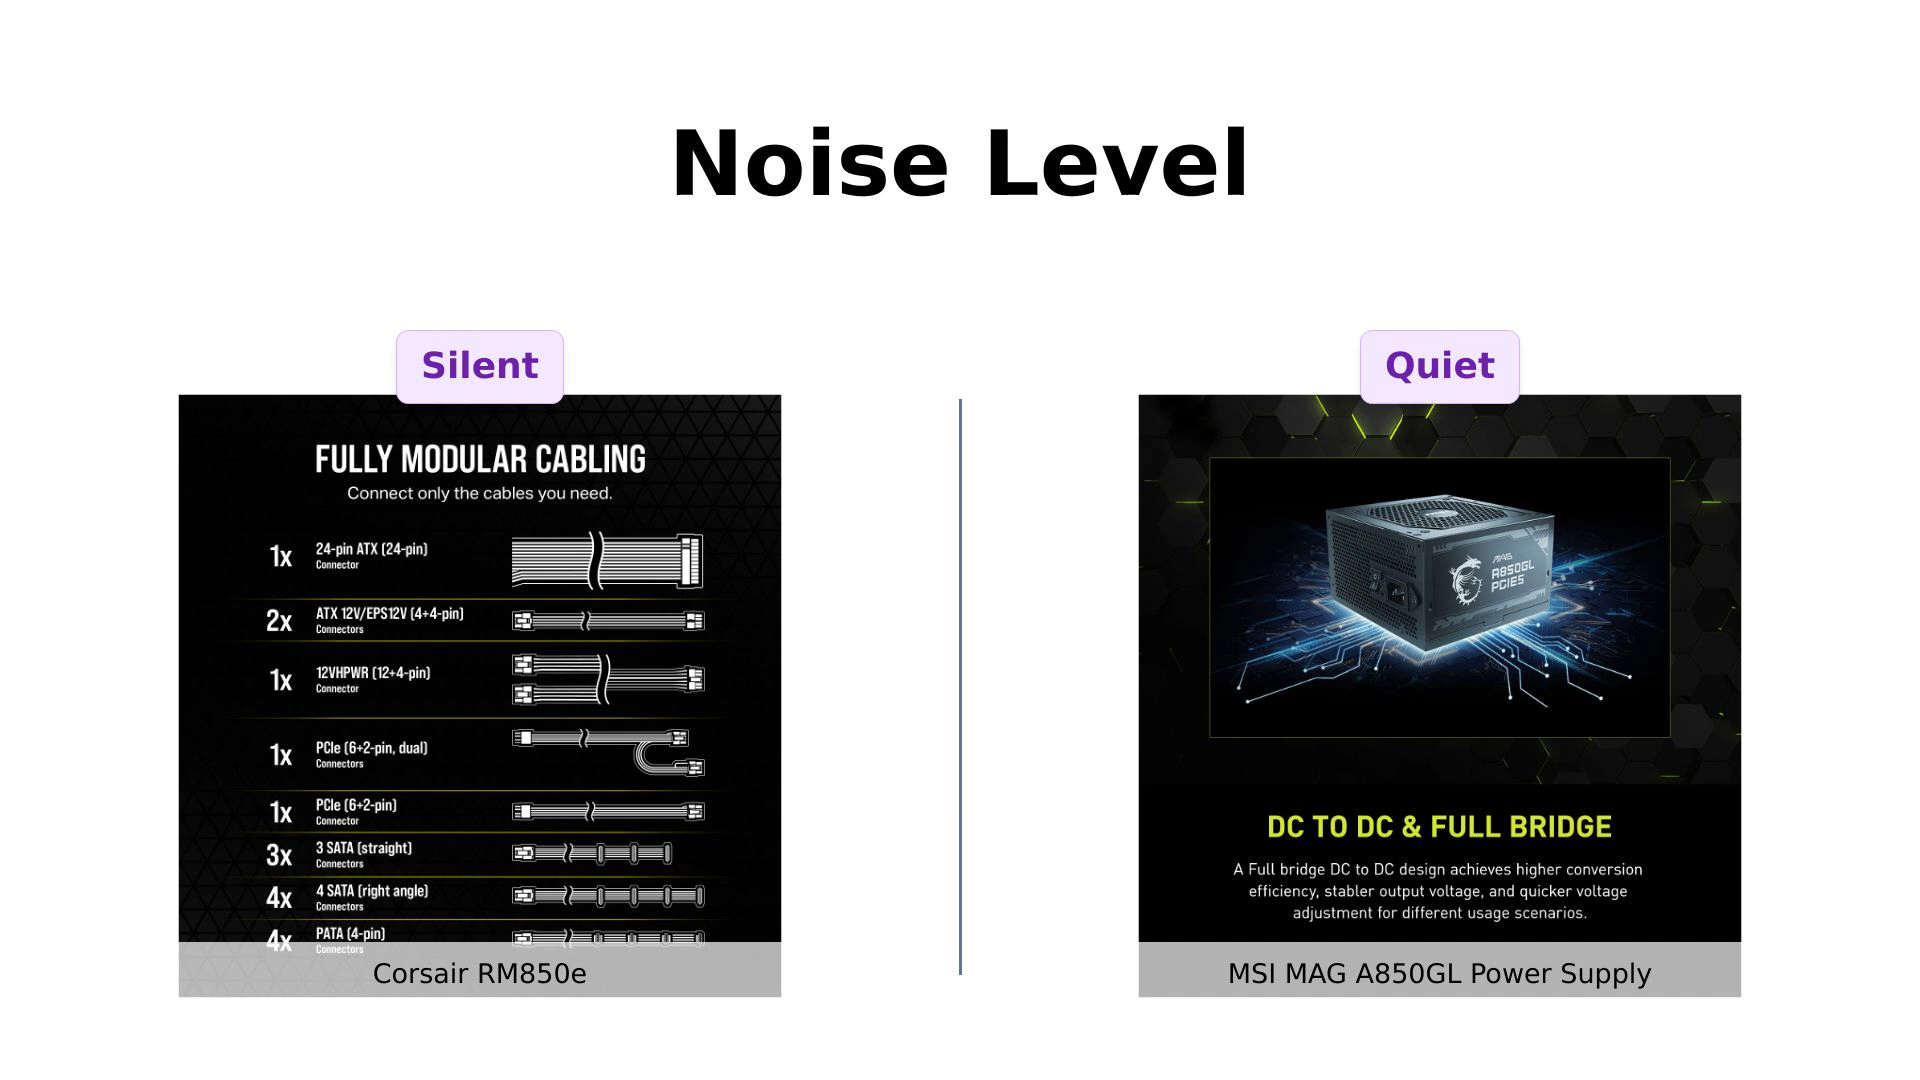 Noise Level
Silent
FULLY MODULAR CABLING
Connect only the cables you need.
1x
24-pin ATX (24-pin)
Connector
2x
ATX 12V/EPS12V (4+4-pin)
Connectors
1x
12VHPWR (12+4-pin)
Connector
1x
PCIe (6+2-pin, dual)
Connectors
1x
PCIe (6+2-pin)
Connector
3x
3 SATA (straight)
Connectors
4x
4 SATA (right angle)
Connectors
4x
PATA (4-pin)
Connectors
Corsair RM850e
Quiet
MAG
A850GL
PCIE5
DC TO DC & FULL BRIDGE
A Full bridge DC to DC design achieves higher conversion
efficiency, stabler output voltage, and quicker voltage
adjustment for different usage scenarios.
MSI MAG A850GL Power Supply